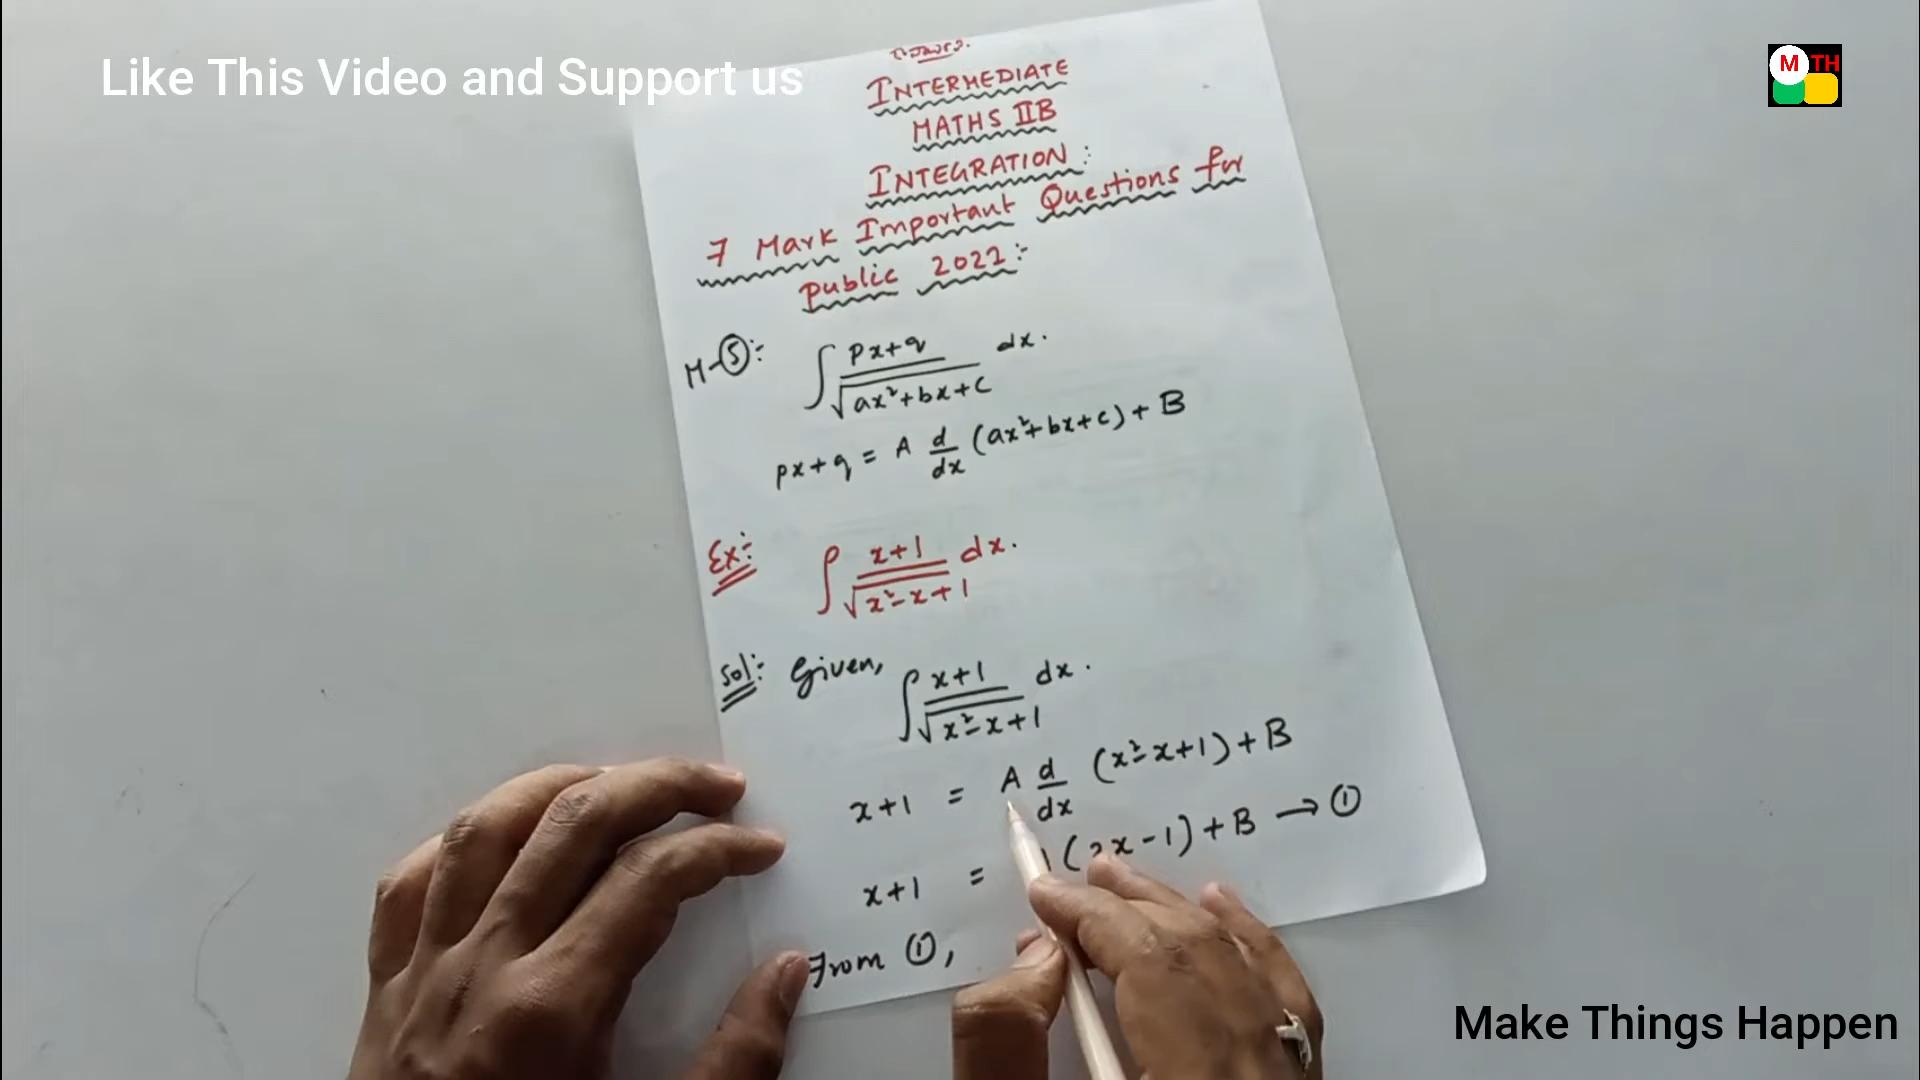 Like This Video and Support us
M TH
INTERMEDIATE
MATHS IIB
INTEGRATION:
7 Mark Important Questions for
public 2022:-
M-⑤:- ∫ px+q / √ax²+bx+c dx.
px+q = A d/dx (ax²+bx+c) + B
Ex:- ∫ x+1 / √x²-x+1 dx.
Sol:- Given, ∫ x+1 / √x²-x+1 dx.
x+1 = A d/dx (x²-x+1) + B
x+1 = (2x-1) + B → ①
From ①,
Make Things Happen